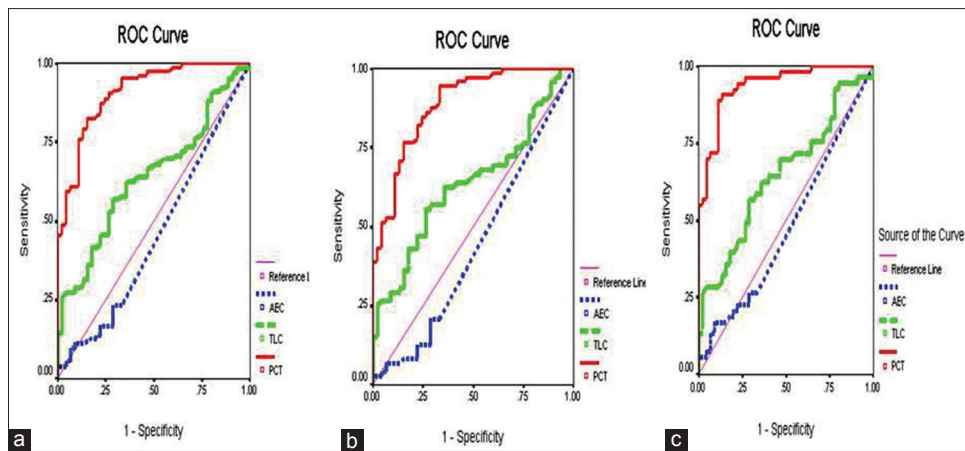 ROC Curve
1.00
.75
.50
.25
0.00
0.00
.25
.50
.75
1.00
Sensitivity
1 - Specificity
Reference L
AEC
TLC
PCT
a
ROC Curve
1.00
.75
.50
.25
0.00
0.00
.25
.50
.75
1.00
Sensitivity
1 - Specificity
Reference Line
AEC
TLC
PCT
b
ROC Curve
1.00
.75
.50
.25
0.00
0.00
.25
.50
.75
1.00
Sensitivity
1 - Specificity
Source of the Curve
Reference Line
AEC
TLC
PCT
c